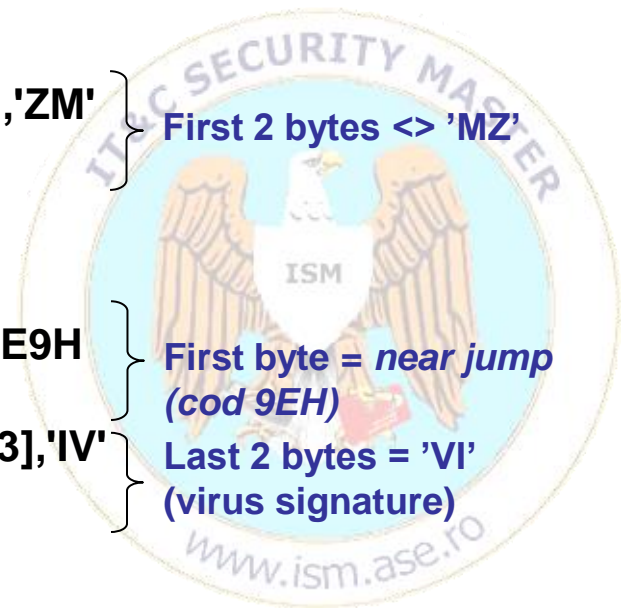 IT&C SECURITY MASTER
,'ZM'
First 2 bytes <> ’MZ’
ISM
E9H
First byte = near jump
(cod 9EH)
3],'IV'
Last 2 bytes = ’VI’
(virus signature)
www.ism.ase.ro